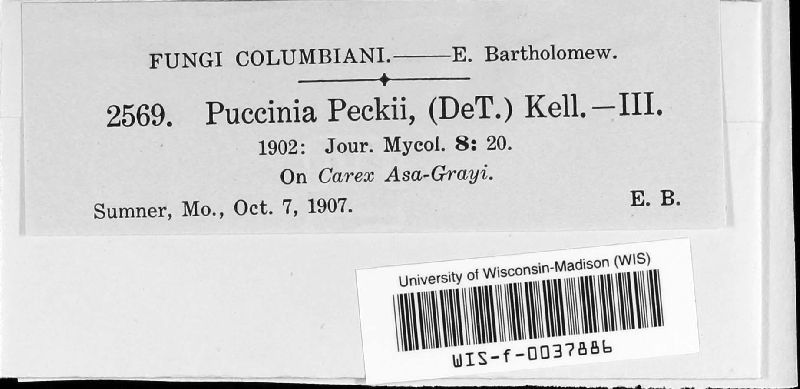 FUNGI COLUMBIANI.——E. Bartholomew.
2569. Puccinia Peckii, (DeT.) Kell.—III.
1902: Jour. Mycol. 8: 20.
On Carex Asa-Grayi.
Sumner, Mo., Oct. 7, 1907. E. B.
University of Wisconsin-Madison (WIS)
WIS-f-0037886